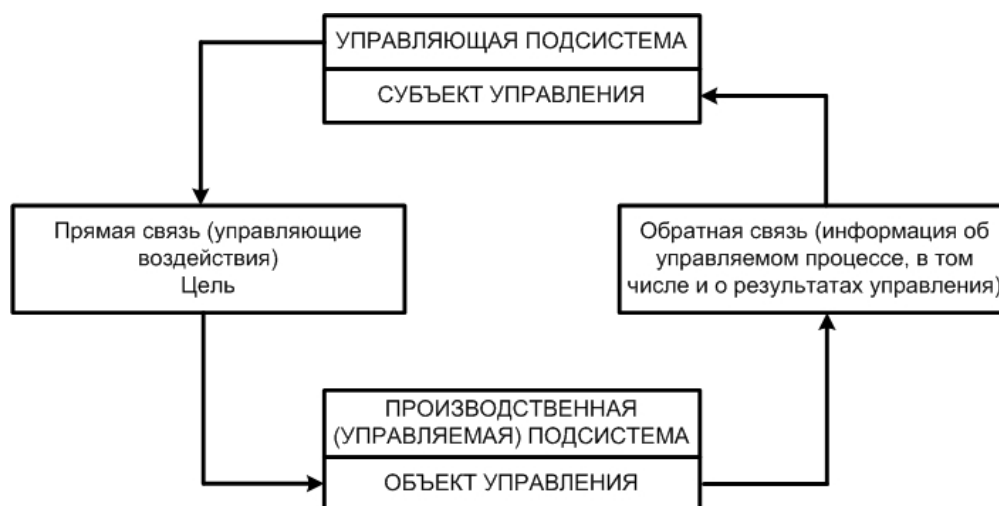 УПРАВЛЯЮЩАЯ ПОДСИСТЕМА
СУБЪЕКТ УПРАВЛЕНИЯ
Прямая связь (управляющие
воздействия)
Цель
Обратная связь (информация об
управляемом процессе, в том
числе и о результатах управления)
ПРОИЗВОДСТВЕННАЯ
(УПРАВЛЯЕМАЯ) ПОДСИСТЕМА
ОБЪЕКТ УПРАВЛЕНИЯ